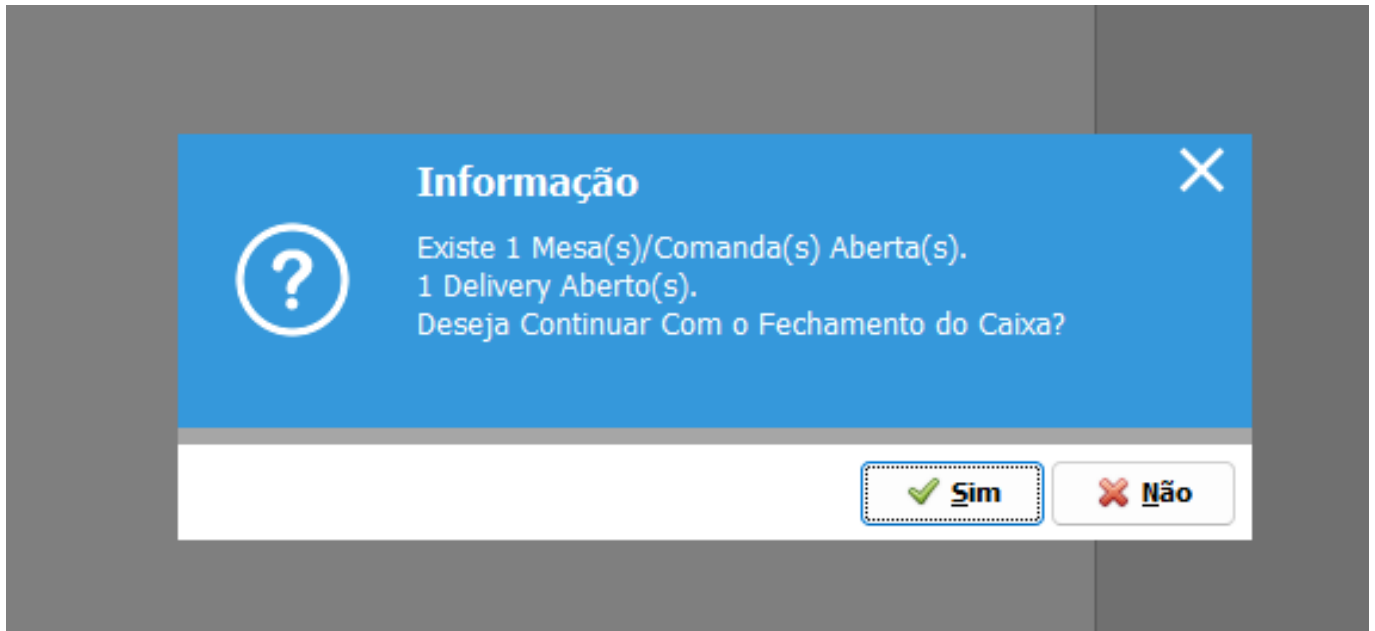 Informação
Existe 1 Mesa(s)/Comanda(s) Aberta(s).
1 Delivery Aberto(s).
Deseja Continuar Com o Fechamento do Caixa?
Sim
Não